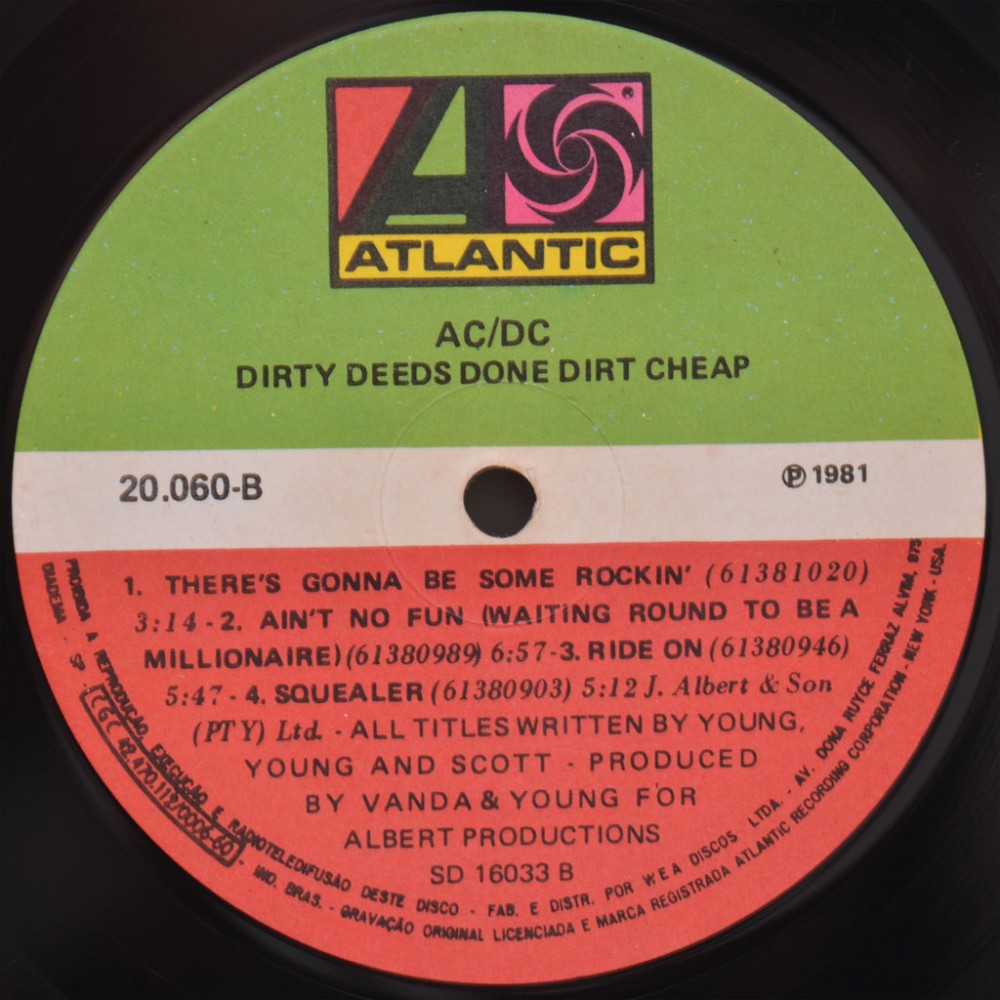 ATLANTIC
®
AC/DC
DIRTY DEEDS DONE DIRT CHEAP
20.060-B
℗ 1981
1. THERE'S GONNA BE SOME ROCKIN' (61381020)
3:14 - 2. AIN'T NO FUN (WAITING ROUND TO BE A
MILLIONAIRE) (61380989) 6:57 - 3. RIDE ON (61380946)
5:47 - 4. SQUEALER (61380903) 5:12 J. Albert & Son
(PTY) Ltd. - ALL TITLES WRITTEN BY YOUNG,
YOUNG AND SCOTT - PRODUCED
BY VANDA & YOUNG FOR
ALBERT PRODUCTIONS
SD 16033 B
PROIBIDA A REPRODUÇÃO, EXECUÇÃO E RADIOTELEDIFUSÃO DESTE DISCO - FAB. E DISTR. POR WEA DISCOS LTDA. - AV. DONA RUYCE FERRAZ ALVIM, 975
DIADEMA - SP - CGC 42.470.119/0006-60 - IND. BRAS. - GRAVAÇÃO ORIGINAL LICENCIADA E MARCA REGISTRADA ATLANTIC RECORDING CORPORATION - NEW YORK - USA.